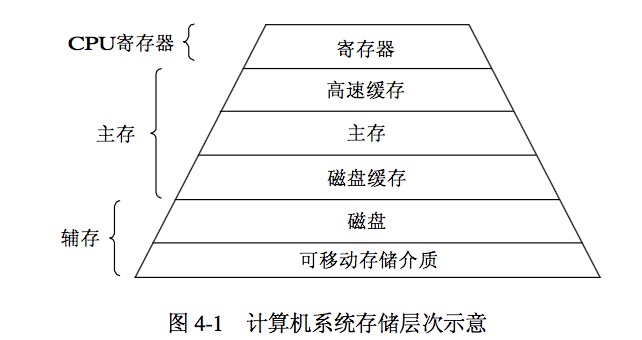 CPU寄存器
寄存器
高速缓存
主存
主存
磁盘缓存
辅存
磁盘
可移动存储介质
图 4-1 计算机系统存储层次示意